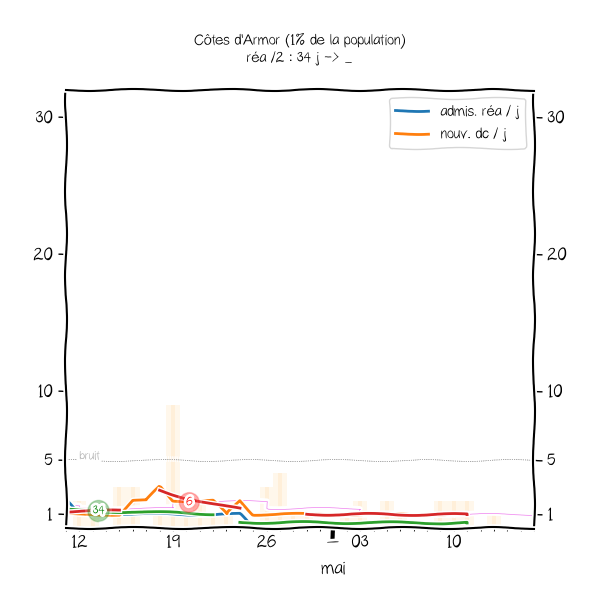 Côtes d'Armor (1% de la population)
réa /2 : 34 j -> _
admis. réa / j
nouv. dc / j
30
30
20
20
10
10
5
bruit
5
1
34
6
1
12
19
26
03
10
mai